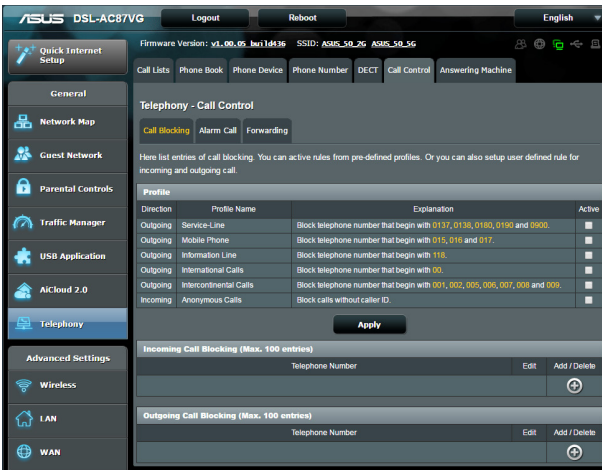 ASUS DSL-AC87VG Logout Reboot English
Quick Internet Setup
Firmware Version: v1.00.05_build436 SSID: ASUS_50_2G ASUS_50_5G
Call Lists Phone Book Phone Device Phone Number DECT Call Control Answering Machine
General
Network Map
Guest Network
Parental Controls
Traffic Manager
USB Application
AiCloud 2.0
Telephony
Advanced Settings
Wireless
LAN
WAN
Telephony - Call Control
Call Blocking Alarm Call Forwarding
Here list entries of call blocking. You can active rules from pre-defined profiles. Or you can also setup user defined rule for
incoming and outgoing call.
Profile
Direction Profile Name Explanation Active
Outgoing Service-Line Block telephone number that begin with 0137, 0138, 0180, 0190 and 0900.
Outgoing Mobile Phone Block telephone number that begin with 015, 016 and 017.
Outgoing Information Line Block telephone number that begin with 118.
Outgoing International Calls Block telephone number that begin with 00.
Outgoing Intercontinental Calls Block telephone number that begin with 001, 002, 005, 006, 007, 008 and 009.
Incoming Anonymous Calls Block calls without caller ID.
Apply
Incoming Call Blocking (Max. 100 entries)
Telephone Number Edit Add / Delete
Outgoing Call Blocking (Max. 100 entries)
Telephone Number Edit Add / Delete